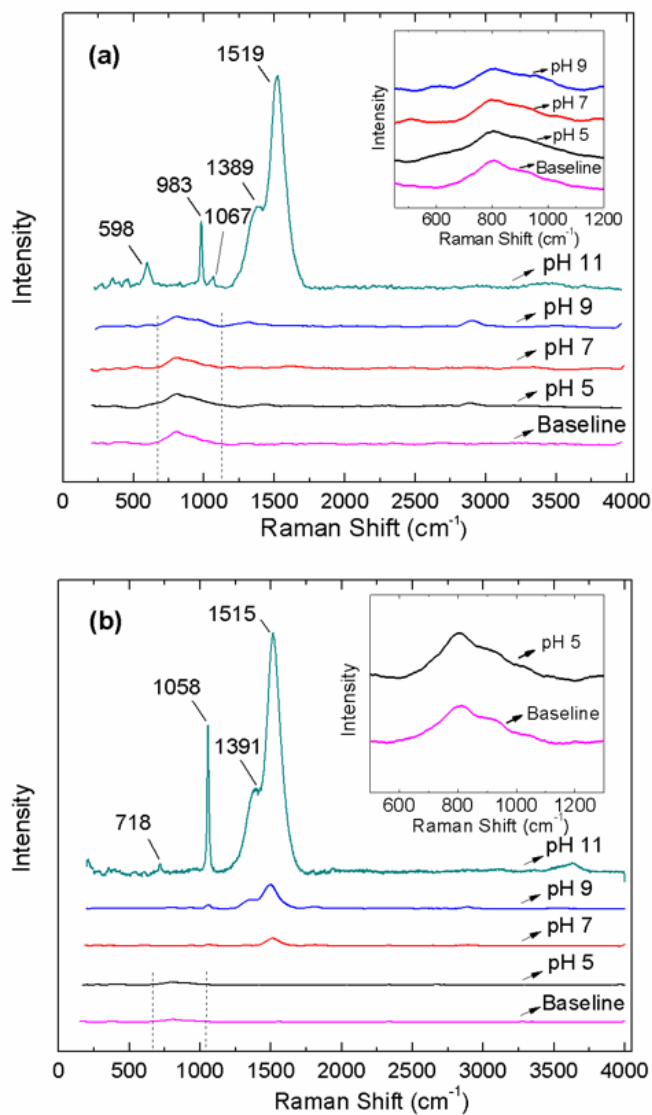 (a)
1519
1389
983
1067
598
pH 11
pH 9
pH 7
pH 5
Baseline
Intensity
0 500 1000 1500 2000 2500 3000 3500 4000
Raman Shift (cm⁻¹)
pH 9
pH 7
pH 5
Baseline
Intensity
600 800 1000 1200
Raman Shift (cm⁻¹)
(b)
1515
1058
1391
718
pH 11
pH 9
pH 7
pH 5
Baseline
Intensity
0 500 1000 1500 2000 2500 3000 3500 4000
Raman Shift (cm⁻¹)
pH 5
Baseline
Intensity
600 800 1000 1200
Raman Shift (cm⁻¹)